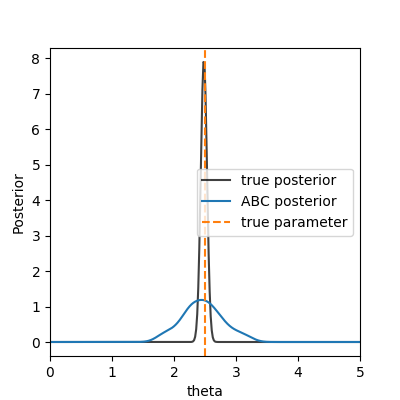 8
7
6
5
4
3
2
1
0
Posterior
true posterior
ABC posterior
true parameter
0 1 2 3 4 5
theta